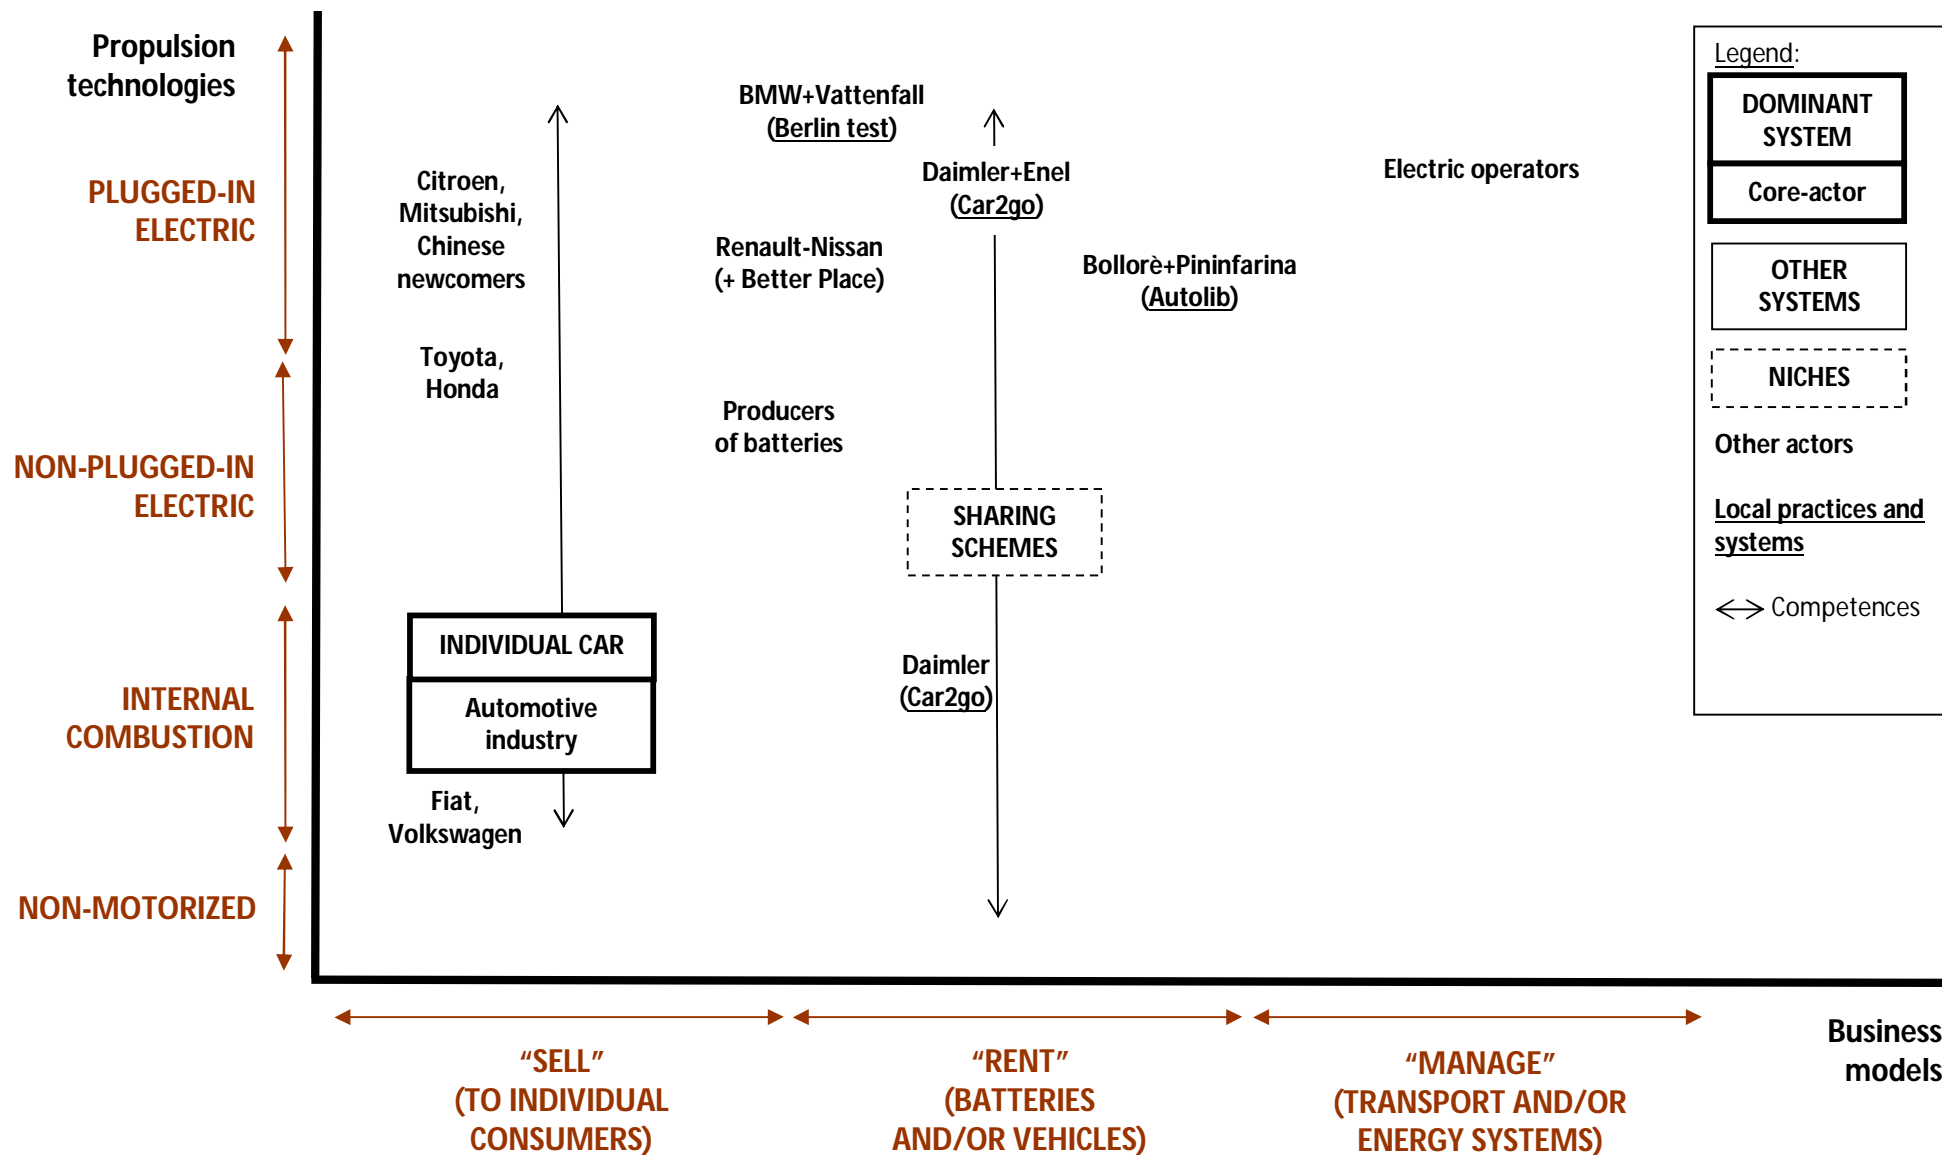 Propulsion
technologies
PLUGGED-IN
ELECTRIC
NON-PLUGGED-IN
ELECTRIC
INTERNAL
COMBUSTION
NON-MOTORIZED
Citroen,
Mitsubishi,
Chinese
newcomers
Toyota,
Honda
INDIVIDUAL CAR
Automotive
industry
Fiat,
Volkswagen
BMW+Vattenfall
(Berlin test)
Renault-Nissan
(+ Better Place)
Producers
of batteries
Daimler+Enel
(Car2go)
Bollorè+Pininfarina
(Autolib)
SHARING
SCHEMES
Daimler
(Car2go)
Electric operators
Legend:
DOMINANT
SYSTEM
Core-actor
OTHER
SYSTEMS
NICHES
Other actors
Local practices and
systems
Competences
“SELL”
(TO INDIVIDUAL
CONSUMERS)
“RENT”
(BATTERIES
AND/OR VEHICLES)
“MANAGE”
(TRANSPORT AND/OR
ENERGY SYSTEMS)
Business
models